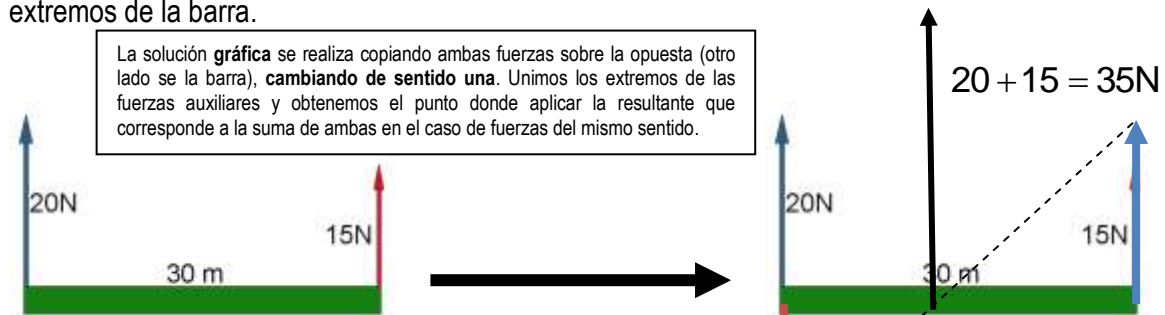 extremos de la barra.
La solución gráfica se realiza copiando ambas fuerzas sobre la opuesta (otro
lado se la barra), cambiando de sentido una. Unimos los extremos de las
fuerzas auxiliares y obtenemos el punto donde aplicar la resultante que
corresponde a la suma de ambas en el caso de fuerzas del mismo sentido.
20 + 15 = 35N
20N
15N
30 m
20N
15N
30 m